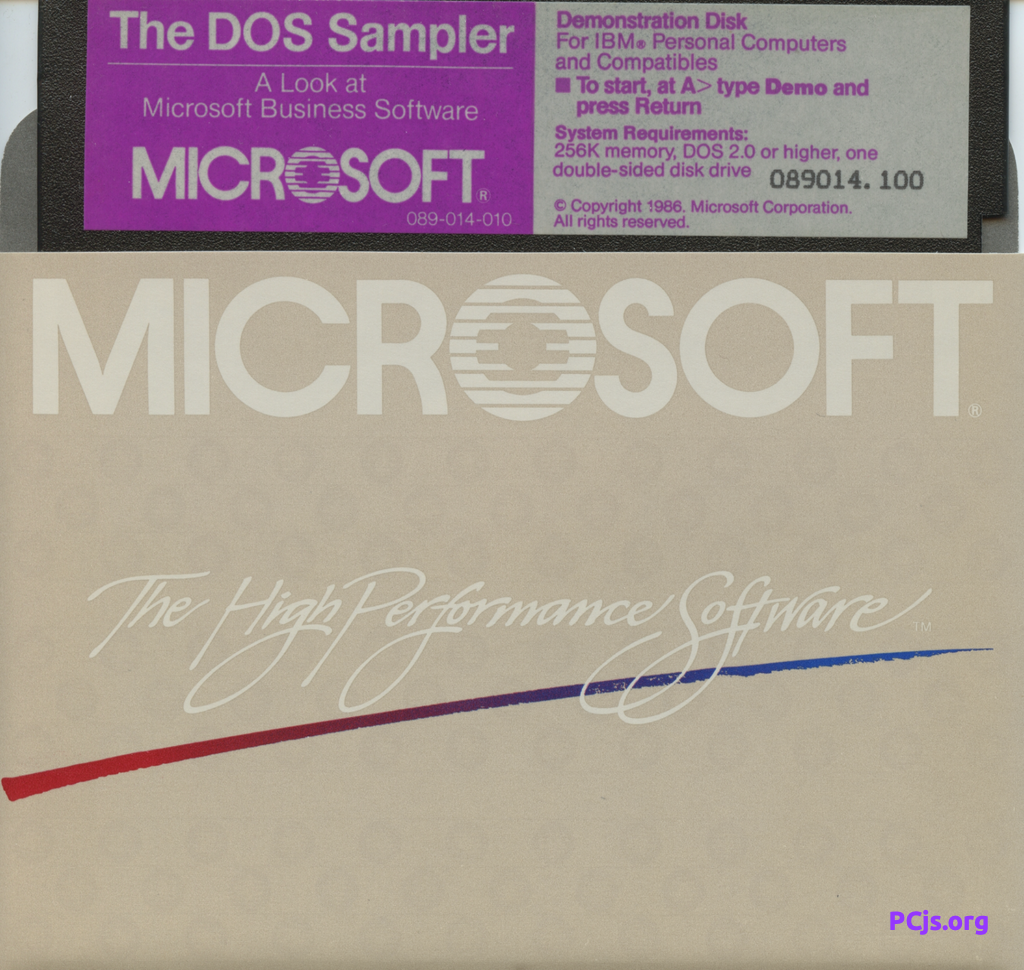 The DOS Sampler
A Look at
Microsoft Business Software
MICROSOFT®
089-014-010
Demonstration Disk
For IBM® Personal Computers
and Compatibles
■ To start, at A> type Demo and
press Return
System Requirements:
256K memory, DOS 2.0 or higher, one
double-sided disk drive
089014.100
© Copyright 1986. Microsoft Corporation.
All rights reserved.
MICROSOFT®
The High Performance Software™
PCjs.org